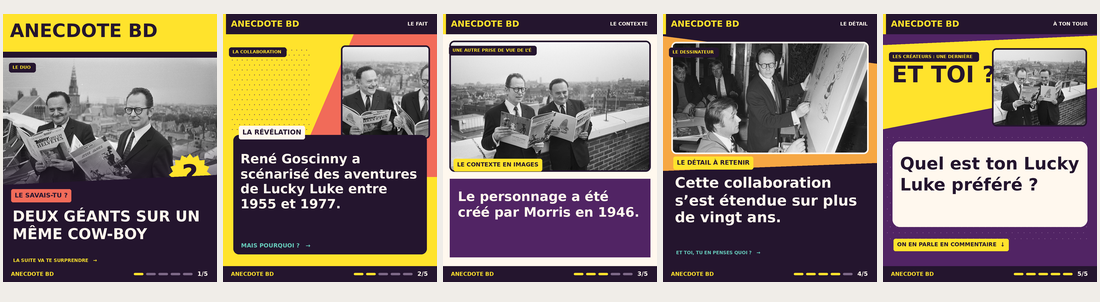 ANECDOTE BD
LE DUO
?
LE SAVAIS-TU ?
DEUX GÉANTS SUR UN
MÊME COW-BOY
LA SUITE VA TE SURPRENDRE →
ANECDOTE BD
1/5
ANECDOTE BD
LE FAIT
LA COLLABORATION
LA RÉVÉLATION
René Goscinny a
scénarisé des aventures
de Lucky Luke entre
1955 et 1977.
MAIS POURQUOI ? →
ANECDOTE BD
2/5
ANECDOTE BD
LE CONTEXTE
UNE AUTRE PRISE DE VUE DE L'É
LE CONTEXTE EN IMAGES
Le personnage a été
créé par Morris en 1946.
ANECDOTE BD
3/5
ANECDOTE BD
LE DÉTAIL
LE DESSINATEUR
LE DÉTAIL À RETENIR
Cette collaboration
s’est étendue sur plus
de vingt ans.
ET TOI, TU EN PENSES QUOI ? →
ANECDOTE BD
4/5
ANECDOTE BD
À TON TOUR
LES CRÉATEURS : UNE DERNIÈRE
ET TOI ?
Quel est ton Lucky
Luke préféré ?
ON EN PARLE EN COMMENTAIRE ↓
ANECDOTE BD
5/5